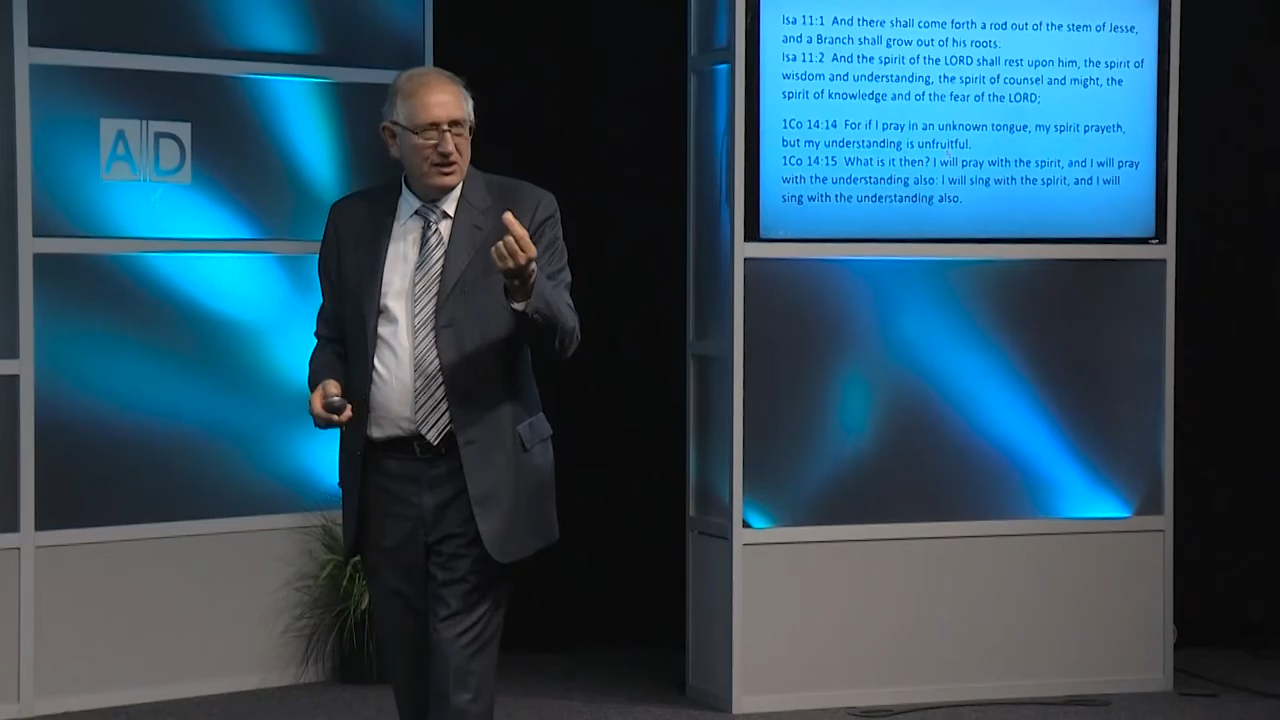 A|D
Isa 11:1 And there shall come forth a rod out of the stem of Jesse,
and a Branch shall grow out of his roots:
Isa 11:2 And the spirit of the LORD shall rest upon him, the spirit of
wisdom and understanding, the spirit of counsel and might, the
spirit of knowledge and of the fear of the LORD;
1Co 14:14 For if I pray in an unknown tongue, my spirit prayeth,
but my understanding is unfruitful.
1Co 14:15 What is it then? I will pray with the spirit, and I will pray
with the understanding also: I will sing with the spirit, and I will
sing with the understanding also.